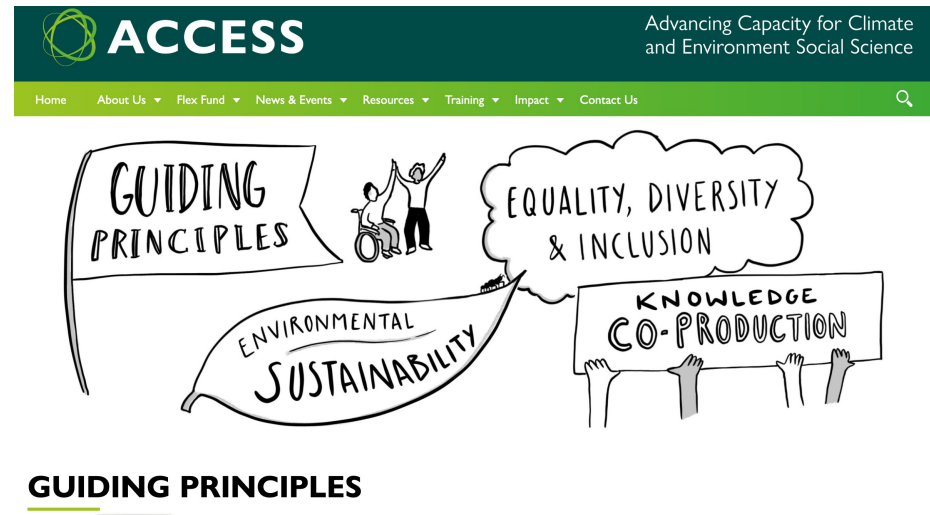 ACCESS
Advancing Capacity for Climate
and Environment Social Science
Home About Us Flex Fund News & Events Resources Training Impact Contact Us
GUIDING
PRINCIPLES
EQUALITY, DIVERSITY
& INCLUSION
ENVIRONMENTAL
SUSTAINABILITY
KNOWLEDGE
CO-PRODUCTION
GUIDING PRINCIPLES